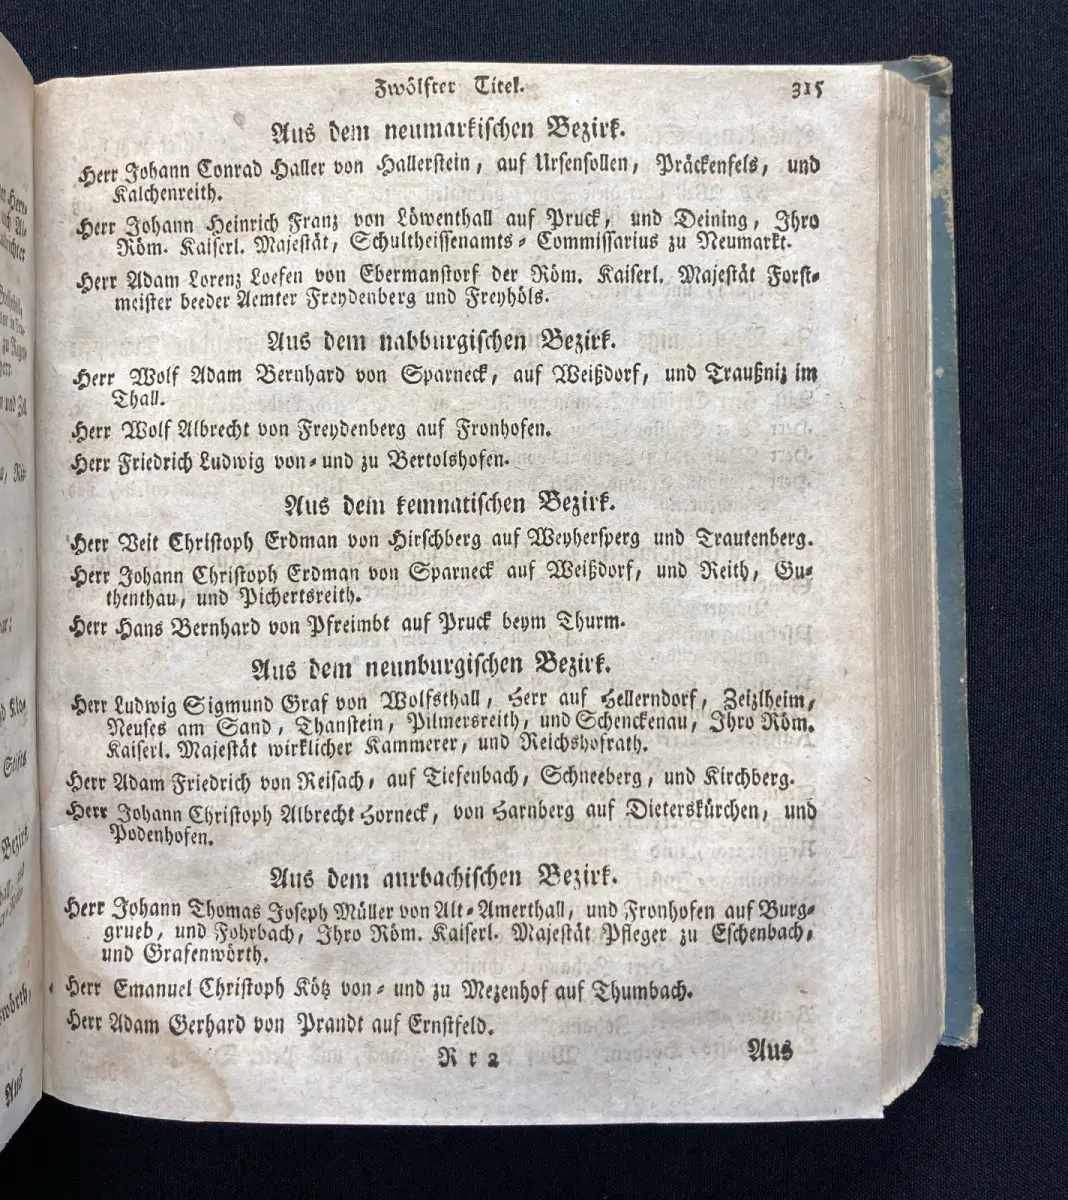 Zwölfter Titel. 315
Aus dem neumarkischen Bezirk.
Herr Johann Conrad Haller von Hallerstein, auf Ursensollen, Präckenfels, und
Kalchenreith.
Herr Johann Heinrich Franz von Löwenthall auf Pruck, und Deining, Ihro
Röm. Kaiserl. Majestät, Schultheissenamts-Commissarius zu Neumarkt.
Herr Adam Lorenz Loefen von Ebermanstorf der Röm. Kaiserl. Majestät Forst-
meister beeder Aemter Freydenberg und Freyhöls.
Aus dem nabburgischen Bezirk.
Herr Wolf Adam Bernhard von Sparneck, auf Weißdorf, und Traußniz im
Thall.
Herr Wolf Albrecht von Freydenberg auf Fronhofen.
Herr Friedrich Ludwig von- und zu Bertolshofen.
Aus dem kemnatischen Bezirk.
Herr Veit Christoph Erdman von Hirschberg auf Weyhersperg und Trautenberg.
Herr Johann Christoph Erdman von Sparneck auf Weißdorf, und Reith, Gu-
thenthau, und Pichertsreith.
Herr Hans Bernhard von Pfreimbt auf Pruck beym Thurm.
Aus dem neunburgischen Bezirk.
Herr Ludwig Sigmund Graf von Wolfsthall, Herr auf Hellerndorf, Zeizlheim,
Neuses am Sand, Thanstein, Pilmersreith, und Schenckenau, Ihro Röm.
Kaiserl. Majestät wirklicher Kammerer, und Reichshofrath.
Herr Adam Friedrich von Reisach, auf Tiefenbach, Schneeberg, und Kirchberg.
Herr Johann Christoph Albrecht Horneck, von Harnberg auf Dieterskürchen, und
Podenhofen.
Aus dem aurbachischen Bezirk.
Herr Johann Thomas Joseph Müller von Alt-Amerthall, und Fronhofen auf Burg-
grueb, und Fohrbach, Ihro Röm. Kaiserl. Majestät Pfleger zu Eschenbach,
und Grafenwörth.
Herr Emanuel Christoph Kötz von- und zu Mezenhof auf Thumbach.
Herr Adam Gerhard von Prandt auf Ernstfeld.
R r 2 Aus